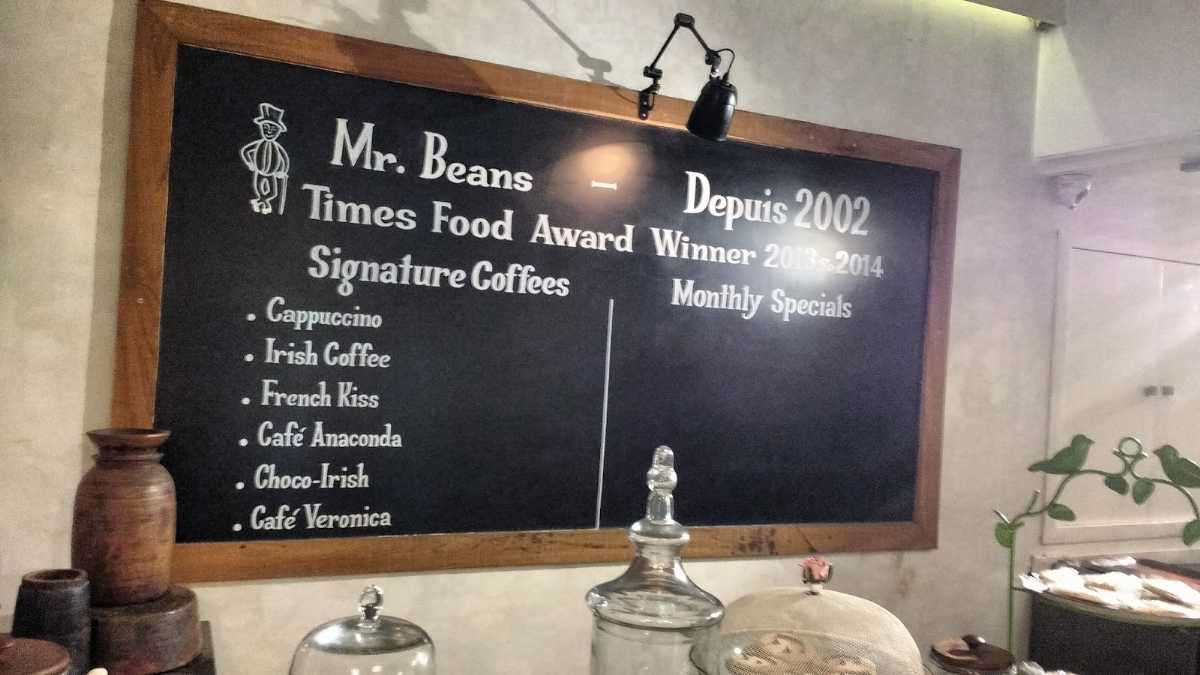 Mr. Beans - Depuis 2002
Times Food Award Winner 2013 & 2014
Signature Coffees
Monthly Specials
. Cappuccino
. Irish Coffee
. French Kiss
. Café Anaconda
. Choco-Irish
. Café Veronica